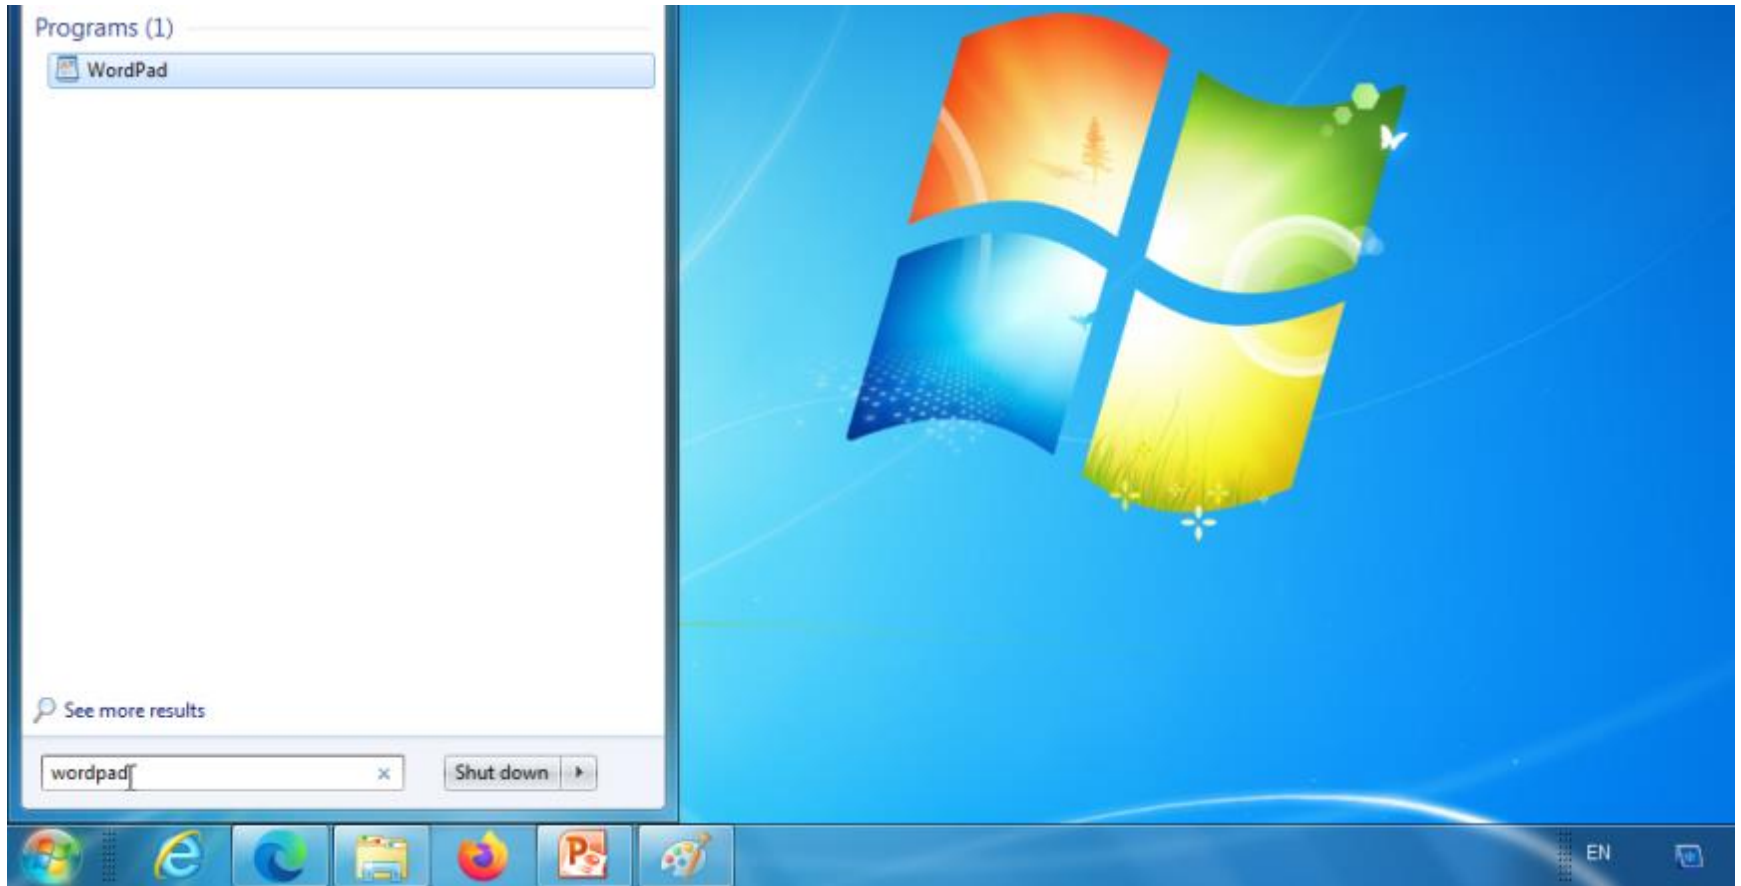 Programs (1)
WordPad
See more results
wordpad
Shut down
EN